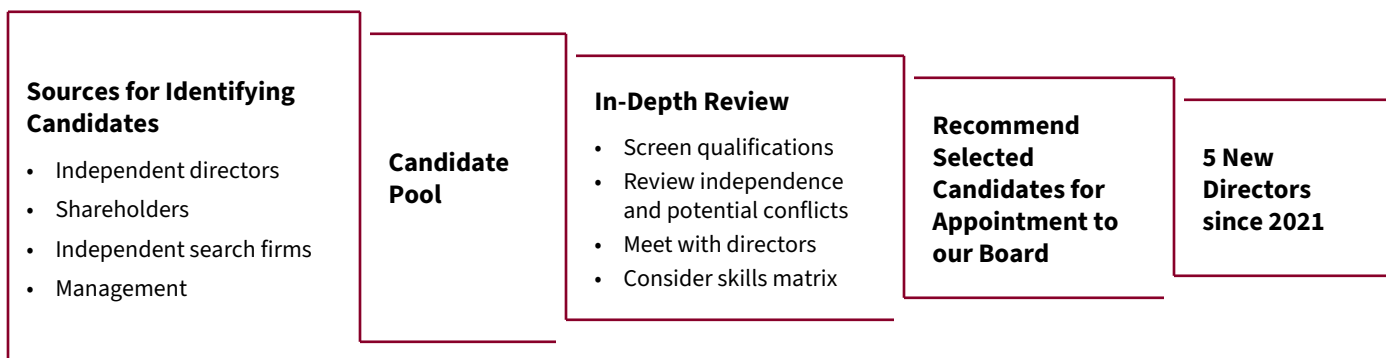 Sources for Identifying
Candidates
• Independent directors
• Shareholders
• Independent search firms
• Management
Candidate
Pool
In-Depth Review
• Screen qualifications
• Review independence
and potential conflicts
• Meet with directors
• Consider skills matrix
Recommend
Selected
Candidates for
Appointment to
our Board
5 New
Directors
since 2021